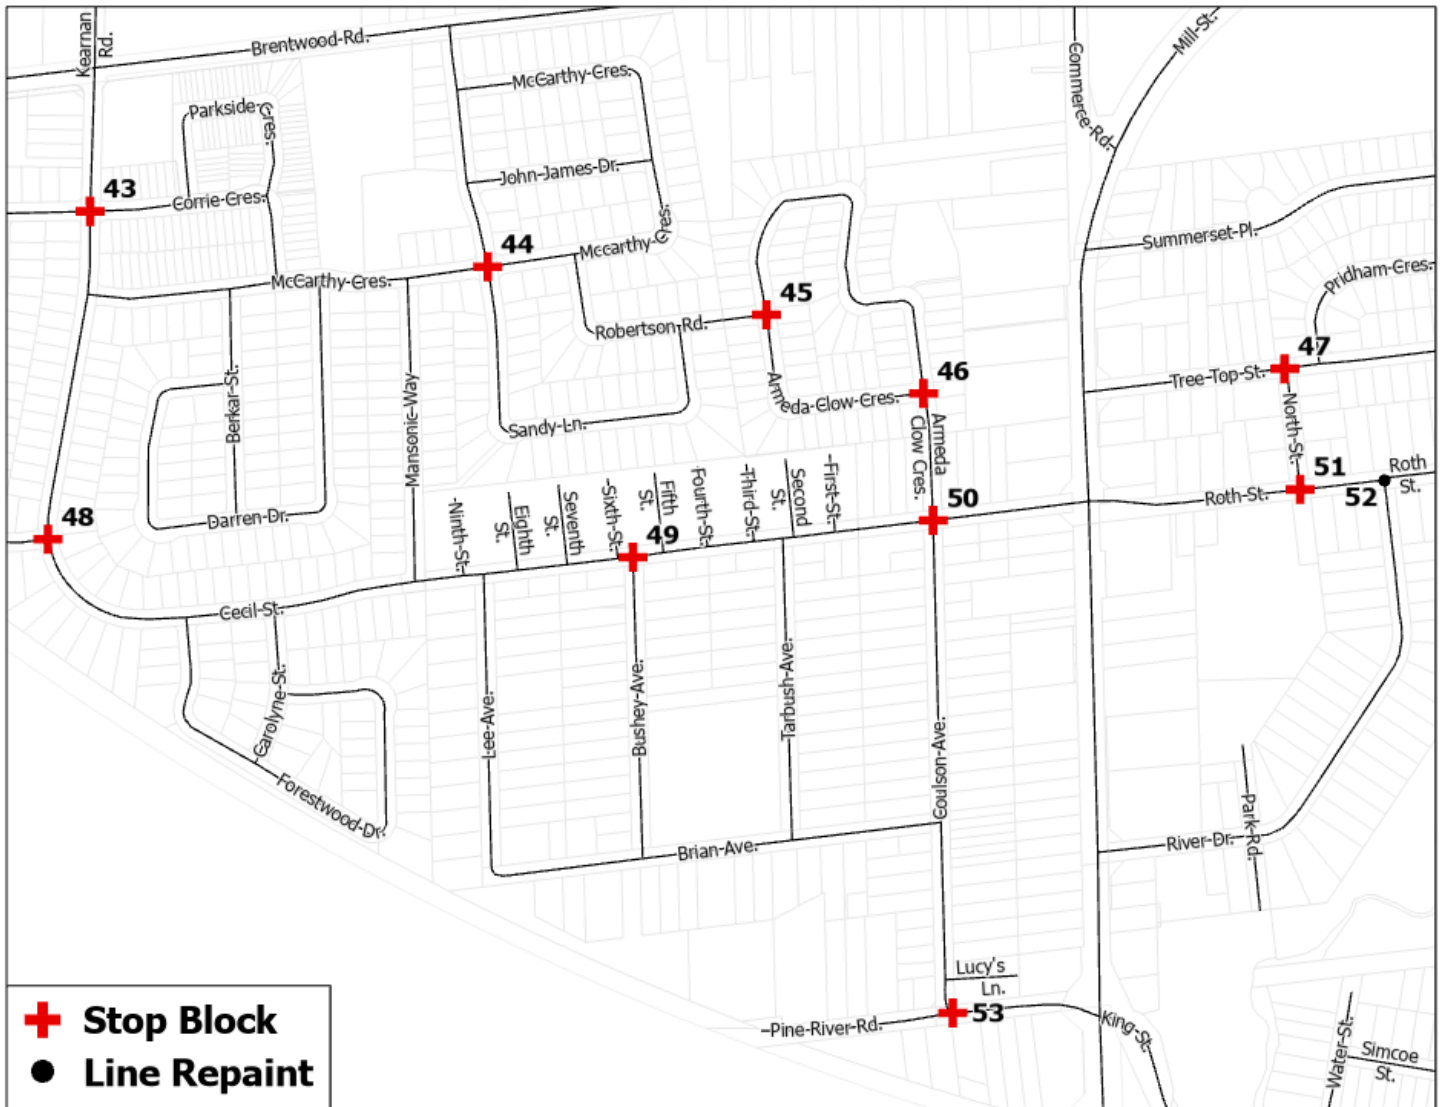 Kearnan
Rd.
Brentwood Rd.
Commerce Rd.
Mill St.
McCarthy Cres.
Parkside Cres.
John James Dr.
43
Corrie Cres.
44
Mccarthy Cres.
Summerset Pl.
McCarthy Cres.
Pridham Cres.
45
Robertson Rd.
47
46
Tree Top St.
Berkar St.
Mansonic Way
Armeda Clow Cres.
North St.
Sandy Ln.
Armeda
Clow Cres.
51
Roth
St.
52
Roth St.
50
48
Darren Dr.
Ninth St.
Eighth
St.
Seventh
St.
Sixth St.
Fifth
St.
Fourth St.
Third St.
Second
St.
First St.
49
Cecil St.
Carolyne St.
Lee Ave.
Bushey Ave.
Tarbush Ave.
Coulson Ave.
Forestwood Dr.
Park Rd.
River Dr.
Brian Ave.
Lucy's
Ln.
53
Pine River Rd.
King St.
Water St.
Simcoe
St.
Stop Block
Line Repaint